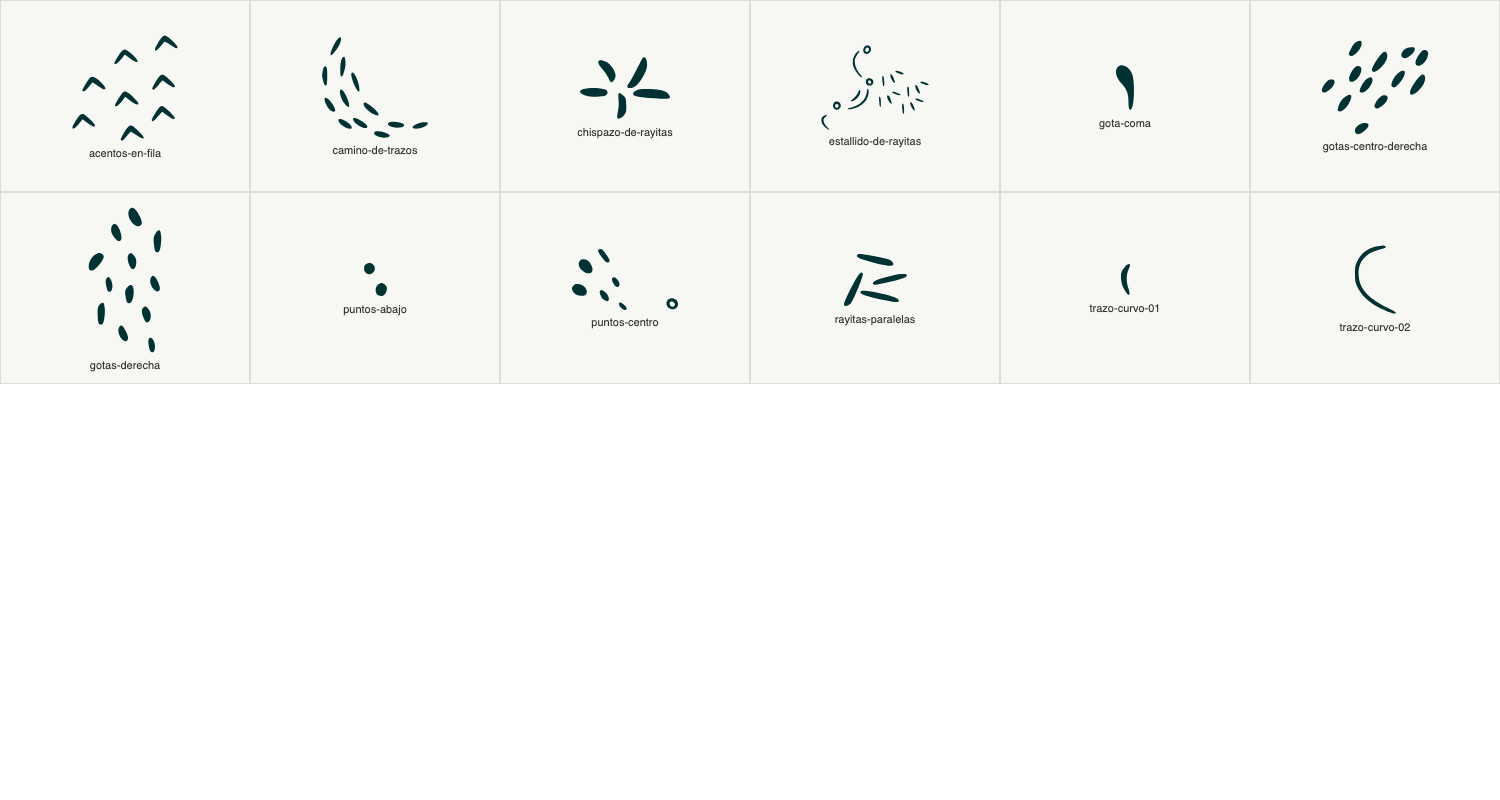 acentos-en-fila
camino-de-trazos
chispazo-de-rayitas
estallido-de-rayitas
gota-coma
gotas-centro-derecha
gotas-derecha
puntos-abajo
puntos-centro
rayitas-paralelas
trazo-curvo-01
trazo-curvo-02